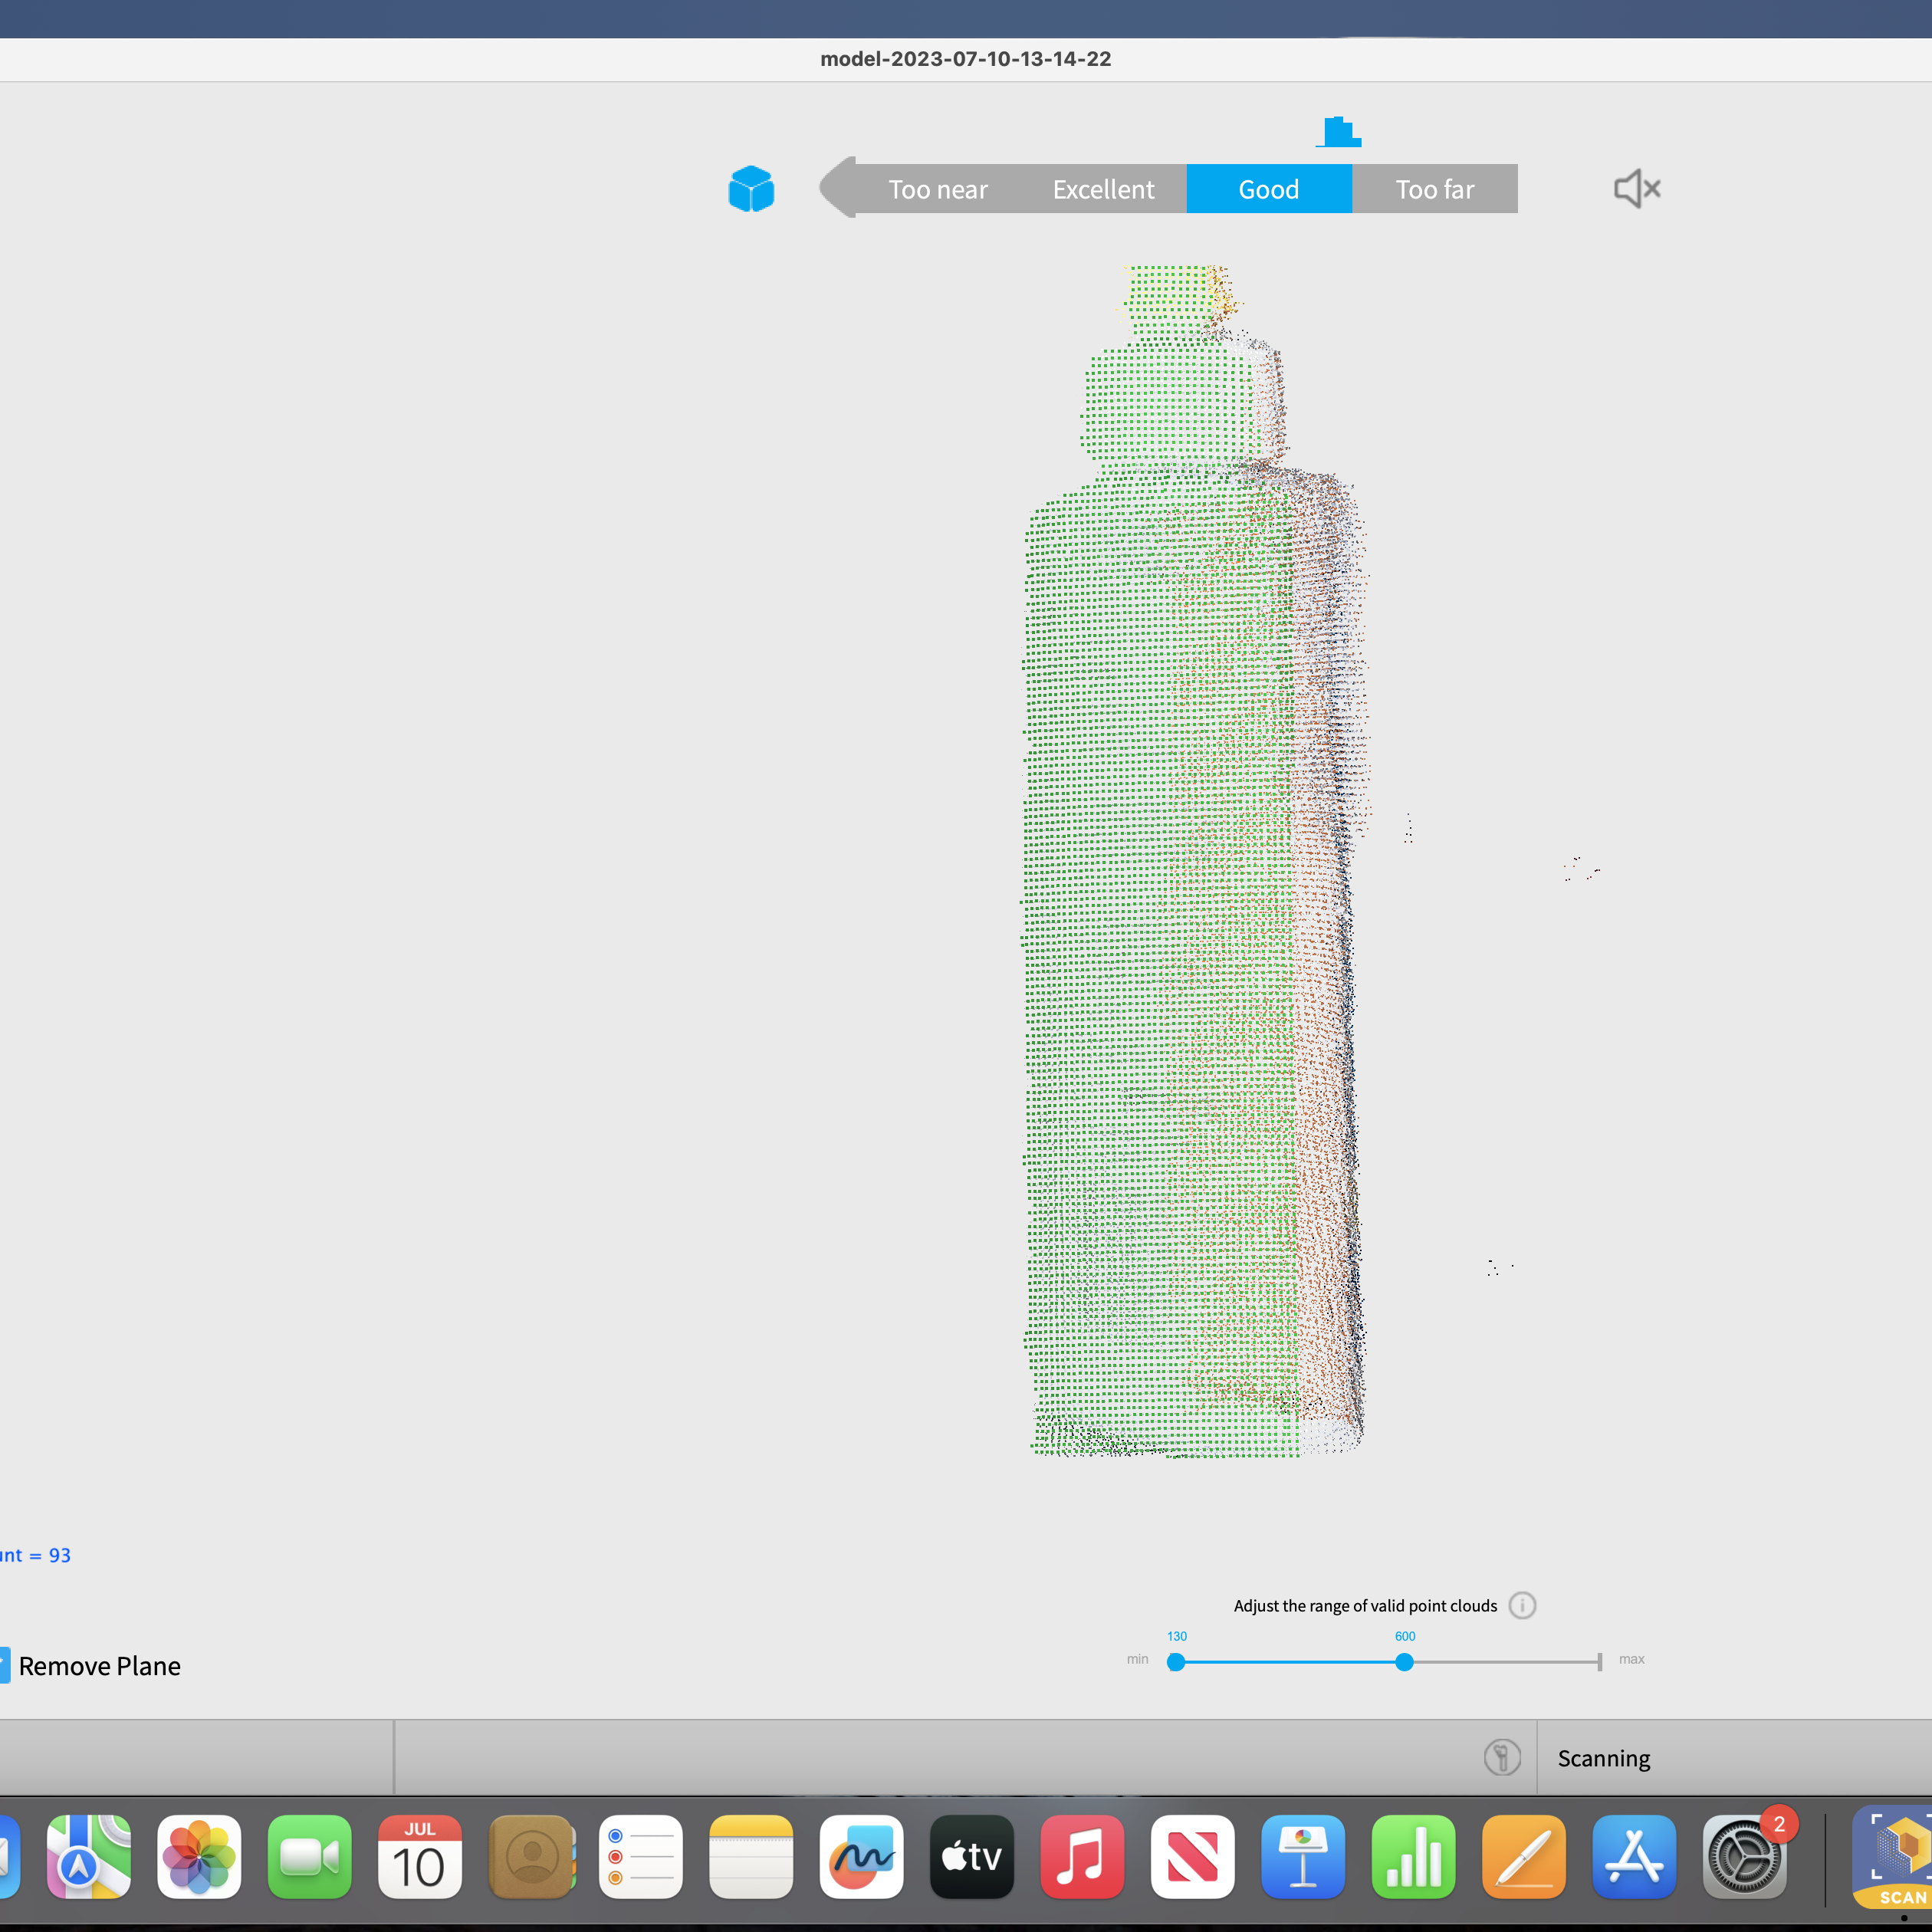 model-2023-07-10-13-14-22
Too near Excellent Good Too far
unt = 93
Adjust the range of valid point clouds
130 600
min max
Remove Plane
Scanning
JUL
10
tv
2
SCAN